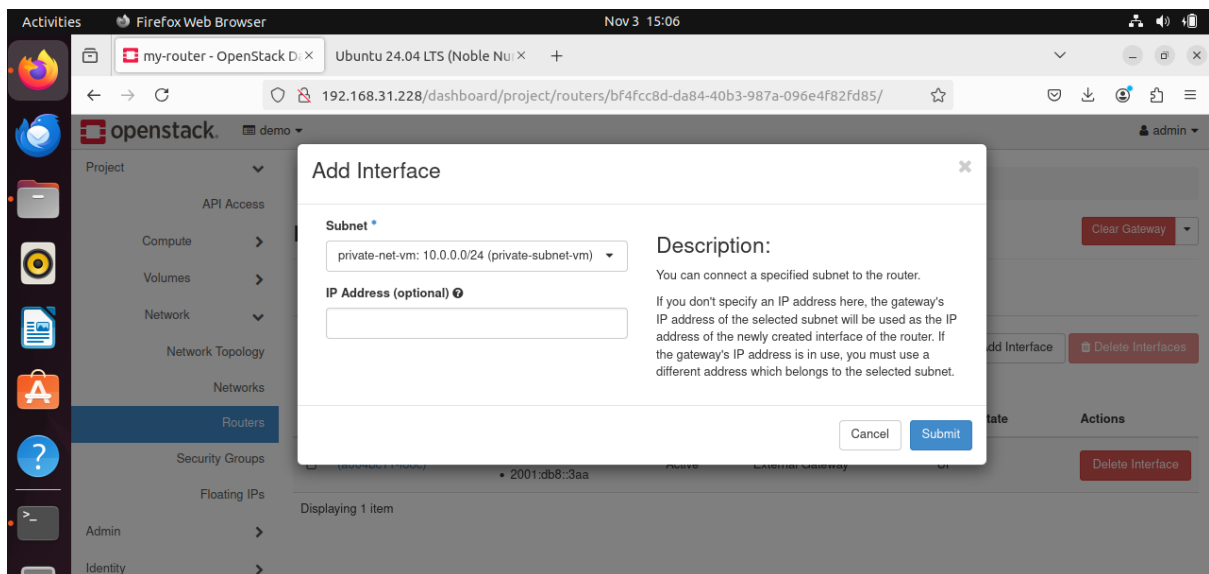 Activities Firefox Web Browser Nov 3 15:06
my-router - OpenStack Da Ubuntu 24.04 LTS (Noble Nu
192.168.31.228/dashboard/project/routers/bf4fcc8d-da84-40b3-987a-096e4f82fd85/
openstack. demo admin
Project
API Access
Compute
Volumes
Network
Network Topology
Networks
Routers
Security Groups
Floating IPs
Admin
Identity
Add Interface
Subnet *
private-net-vm: 10.0.0.0/24 (private-subnet-vm)
IP Address (optional)
Description:
You can connect a specified subnet to the router.
If you don't specify an IP address here, the gateway's
IP address of the selected subnet will be used as the IP
address of the newly created interface of the router. If
the gateway's IP address is in use, you must use a
different address which belongs to the selected subnet.
Cancel Submit
Clear Gateway
dd Interface Delete Interfaces
tate Actions
• 2001:db8::3aa Active External Gateway Delete Interface
Displaying 1 item